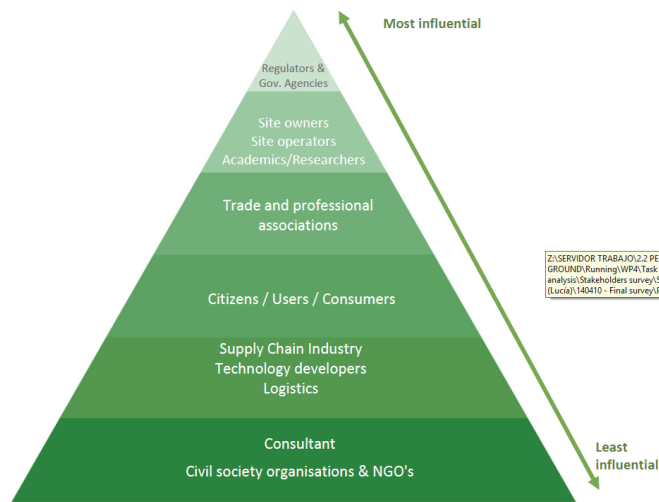 Most influential
Regulators &
Gov. Agencies
Site owners
Site operators
Academics/Researchers
Trade and professional
associations
Z:\SERVIDOR TRABAJO\2.2 PE
GROUND\Running\WP4\Task
analysis\Stakeholders survey\S
(Lucía)\140410 - Final survey\R
Citizens / Users / Consumers
Supply Chain Industry
Technology developers
Logistics
Consultant
Civil society organisations & NGO's
Least
influential